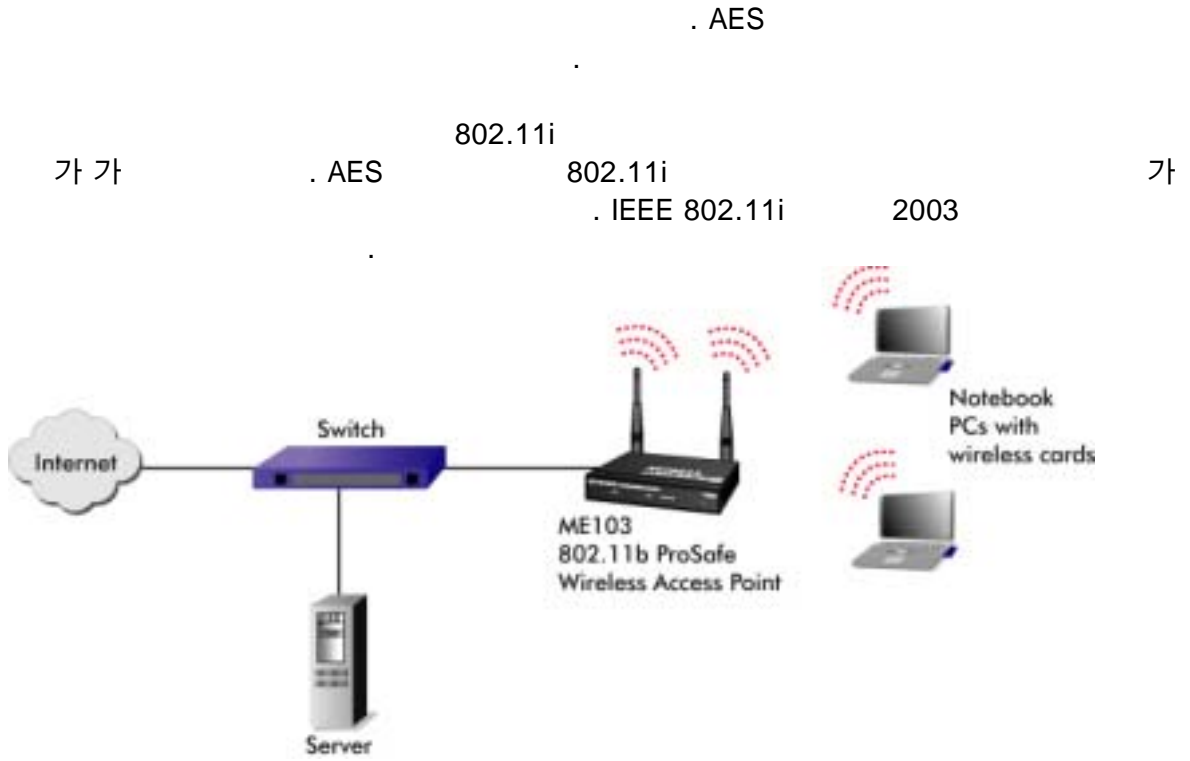 . AES
.
802.11i
가 가 . AES 802.11i 가
. IEEE 802.11i 2003
.
Switch
Internet
Notebook
PCs with
wireless cards
ME103
802.11b ProSafe
Wireless Access Point
Server